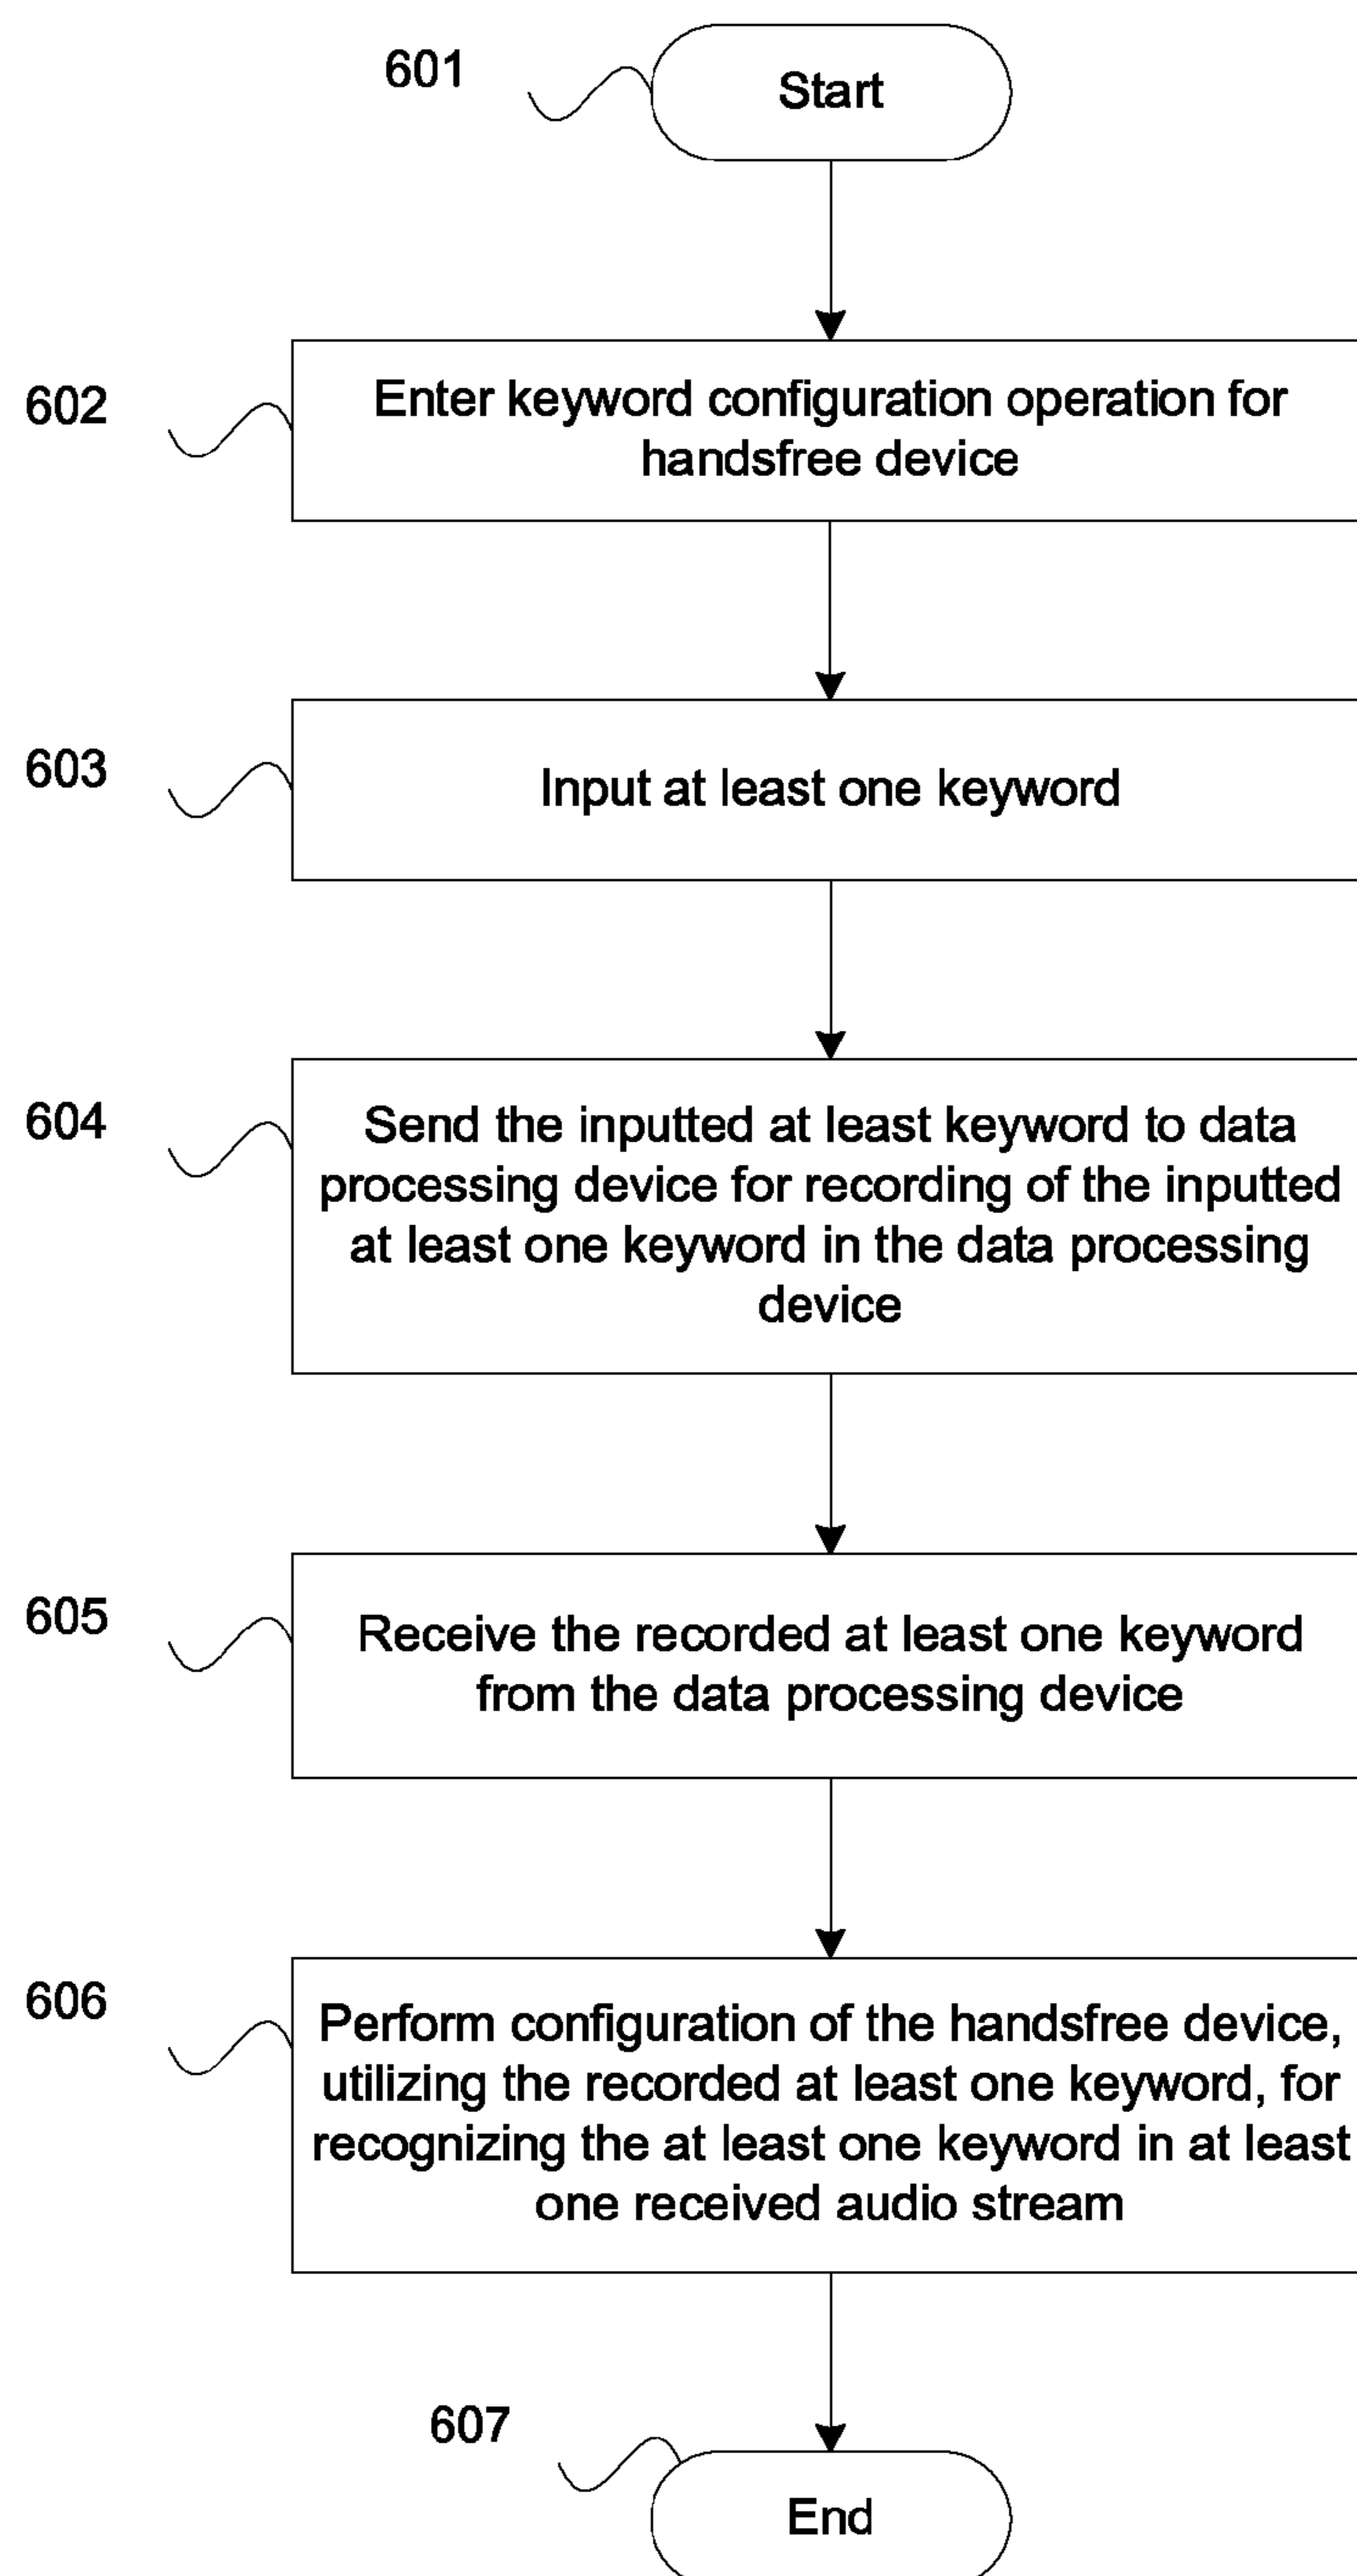 601
Start
602
Enter keyword configuration operation for
handsfree device
603
Input at least one keyword
604
Send the inputted at least keyword to data
processing device for recording of the inputted
at least one keyword in the data processing
device
605
Receive the recorded at least one keyword
from the data processing device
606
Perform configuration of the handsfree device,
utilizing the recorded at least one keyword, for
recognizing the at least one keyword in at least
one received audio stream
607
End